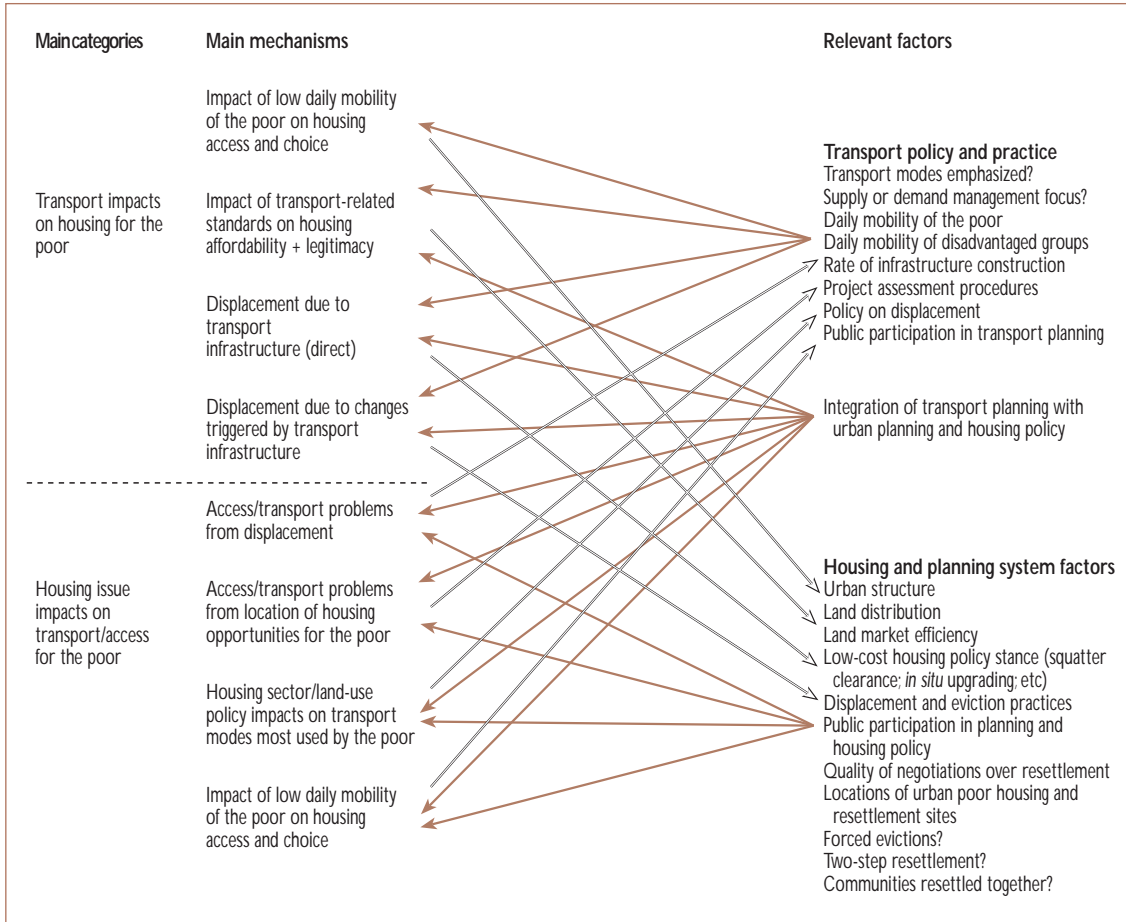 Main categories
Main mechanisms
Relevant factors
Transport impacts
on housing for the
poor
Impact of low daily mobility
of the poor on housing
access and choice
Impact of transport-related
standards on housing
affordability + legitimacy
Displacement due to
transport
infrastructure (direct)
Displacement due to changes
triggered by transport
infrastructure
Housing issue
impacts on
transport/access
for the poor
Access/transport problems
from displacement
Access/transport problems
from location of housing
opportunities for the poor
Housing sector/land-use
policy impacts on transport
modes most used by the poor
Impact of low daily mobility
of the poor on housing
access and choice
Transport policy and practice
Transport modes emphasized?
Supply or demand management focus?
Daily mobility of the poor
Daily mobility of disadvantaged groups
Rate of infrastructure construction
Project assessment procedures
Policy on displacement
Public participation in transport planning
Integration of transport planning with
urban planning and housing policy
Housing and planning system factors
Urban structure
Land distribution
Land market efficiency
Low-cost housing policy stance (squatter
clearance; in situ upgrading; etc)
Displacement and eviction practices
Public participation in planning and
housing policy
Quality of negotiations over resettlement
Locations of urban poor housing and
resettlement sites
Forced evictions?
Two-step resettlement?
Communities resettled together?